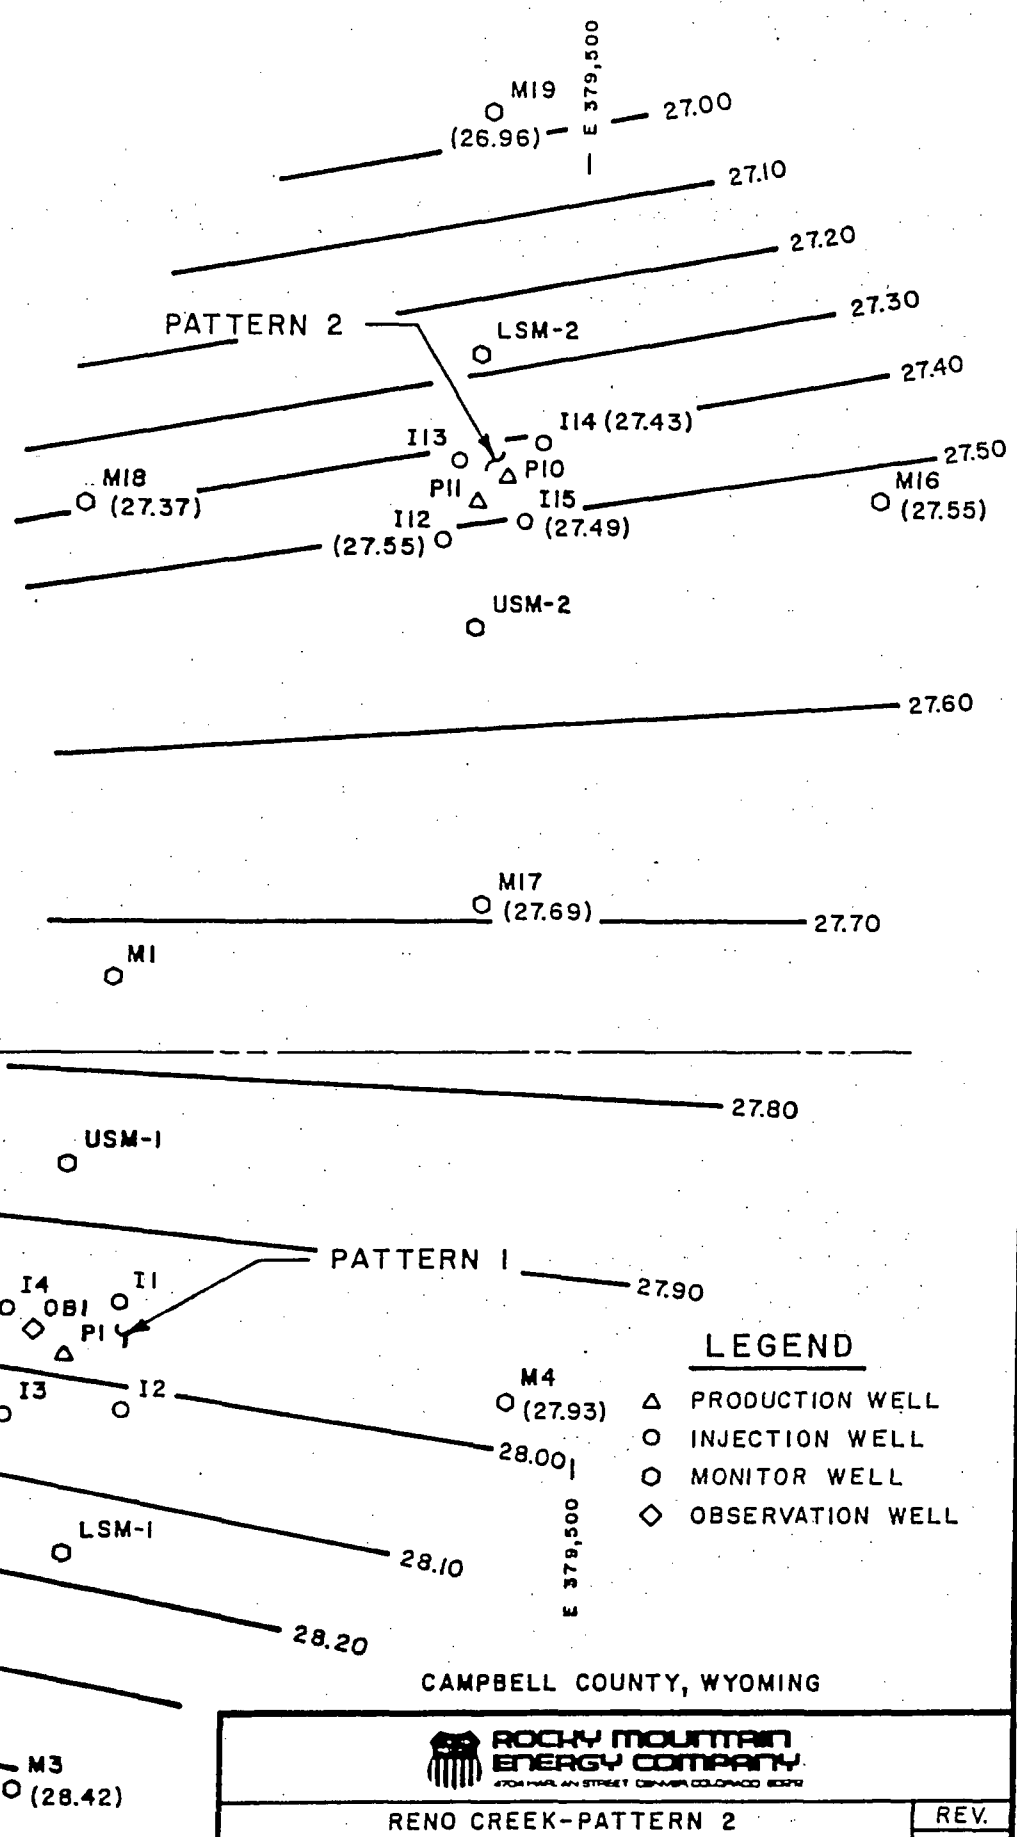 E 379,500
M19
(26.96)
27.00
27.10
27.20
27.30
PATTERN 2
LSM-2
27.40
I14 (27.43)
I13
27.50
M18
(27.37)
P10
P11
M16
(27.55)
I15
(27.49)
I12
(27.55)
USM-2
27.60
M17
(27.69)
27.70
M1
27.80
USM-1
PATTERN 1
27.90
I4
OB1
I1
P1
LEGEND
I3
I2
M4
(27.93)
PRODUCTION WELL
INJECTION WELL
28.00
MONITOR WELL
OBSERVATION WELL
E 379,500
LSM-1
28.10
28.20
CAMPBELL COUNTY, WYOMING
ROCKY MOUNTAIN
ENERGY COMPANY
M3
(28.42)
RENO CREEK-PATTERN 2
REV.